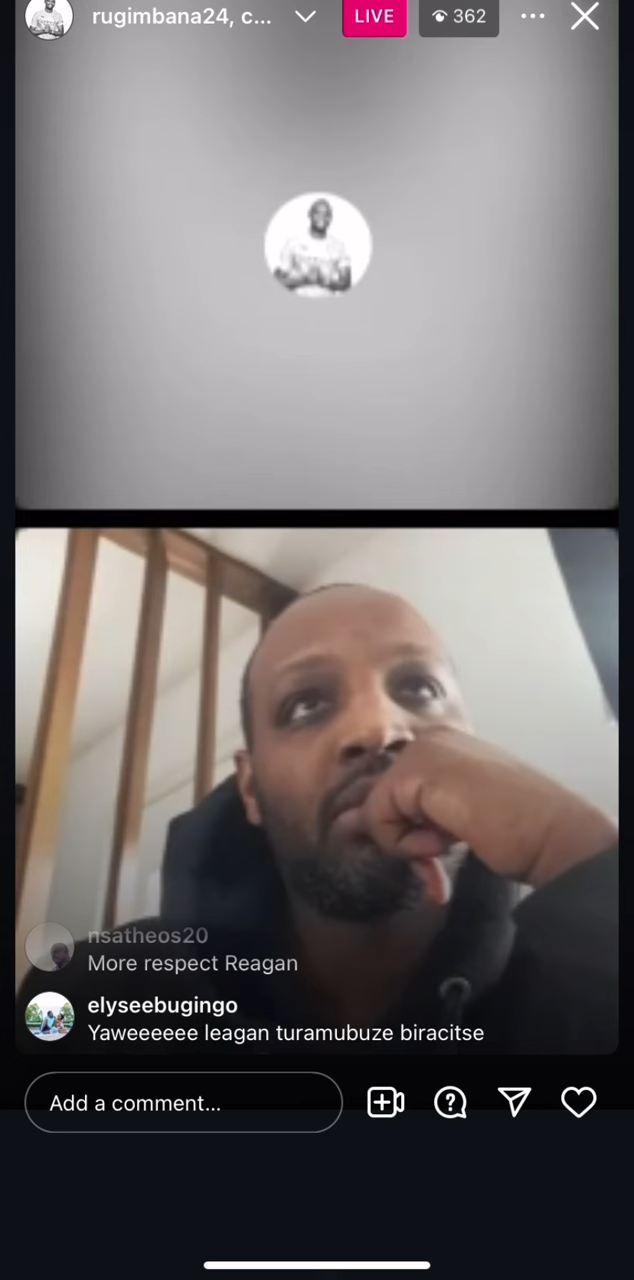 rugimbana24, c...
LIVE
362
nsatheos20
More respect Reagan
elyseebugingo
Yaweeeeee leagan turamubuze biracitse
Add a comment...